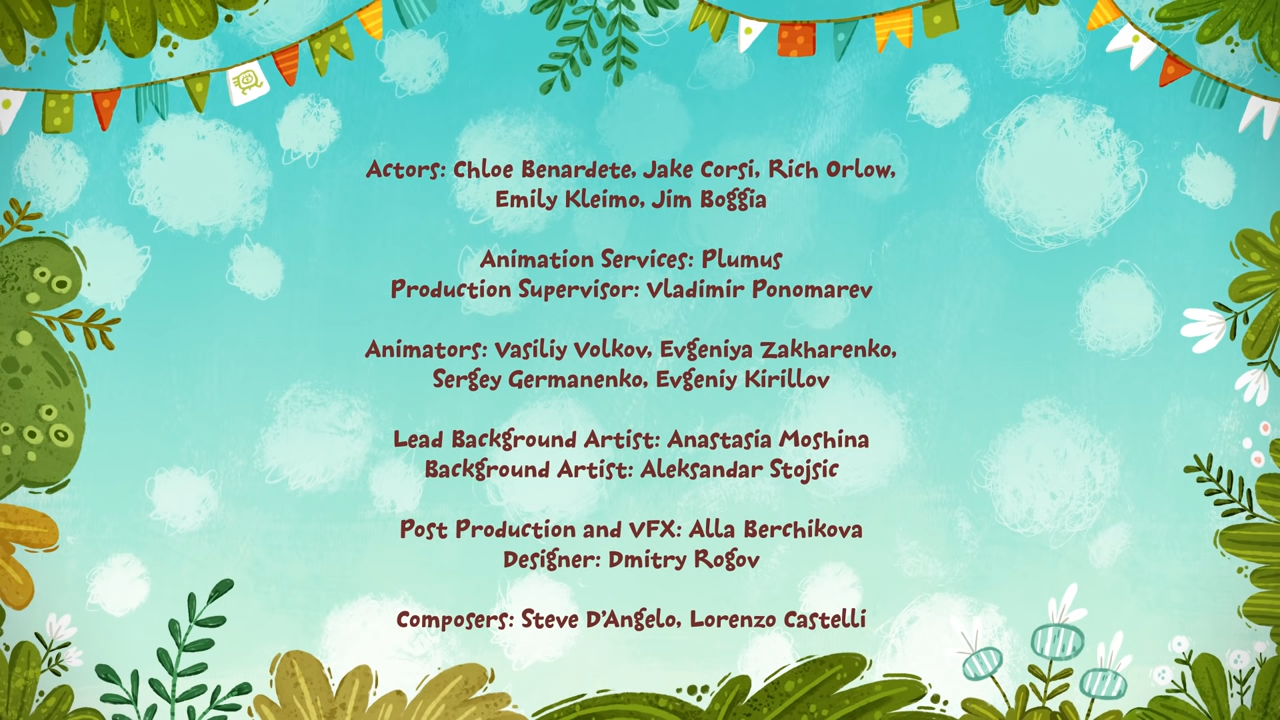 Actors: Chloe Benardete, Jake Corsi, Rich Orlow,
Emily Kleimo, Jim Boggia
Animation Services: Plumus
Production Supervisor: Vladimir Ponomarev
Animators: Vasiliy Volkov, Evgeniya Zakharenko,
Sergey Germanenko, Evgeniy Kirillov
Lead Background Artist: Anastasia Moshina
Background Artist: Aleksandar Stojsic
Post Production and VFX: Alla Berchikova
Designer: Dmitry Rogov
Composers: Steve D'Angelo, Lorenzo Castelli